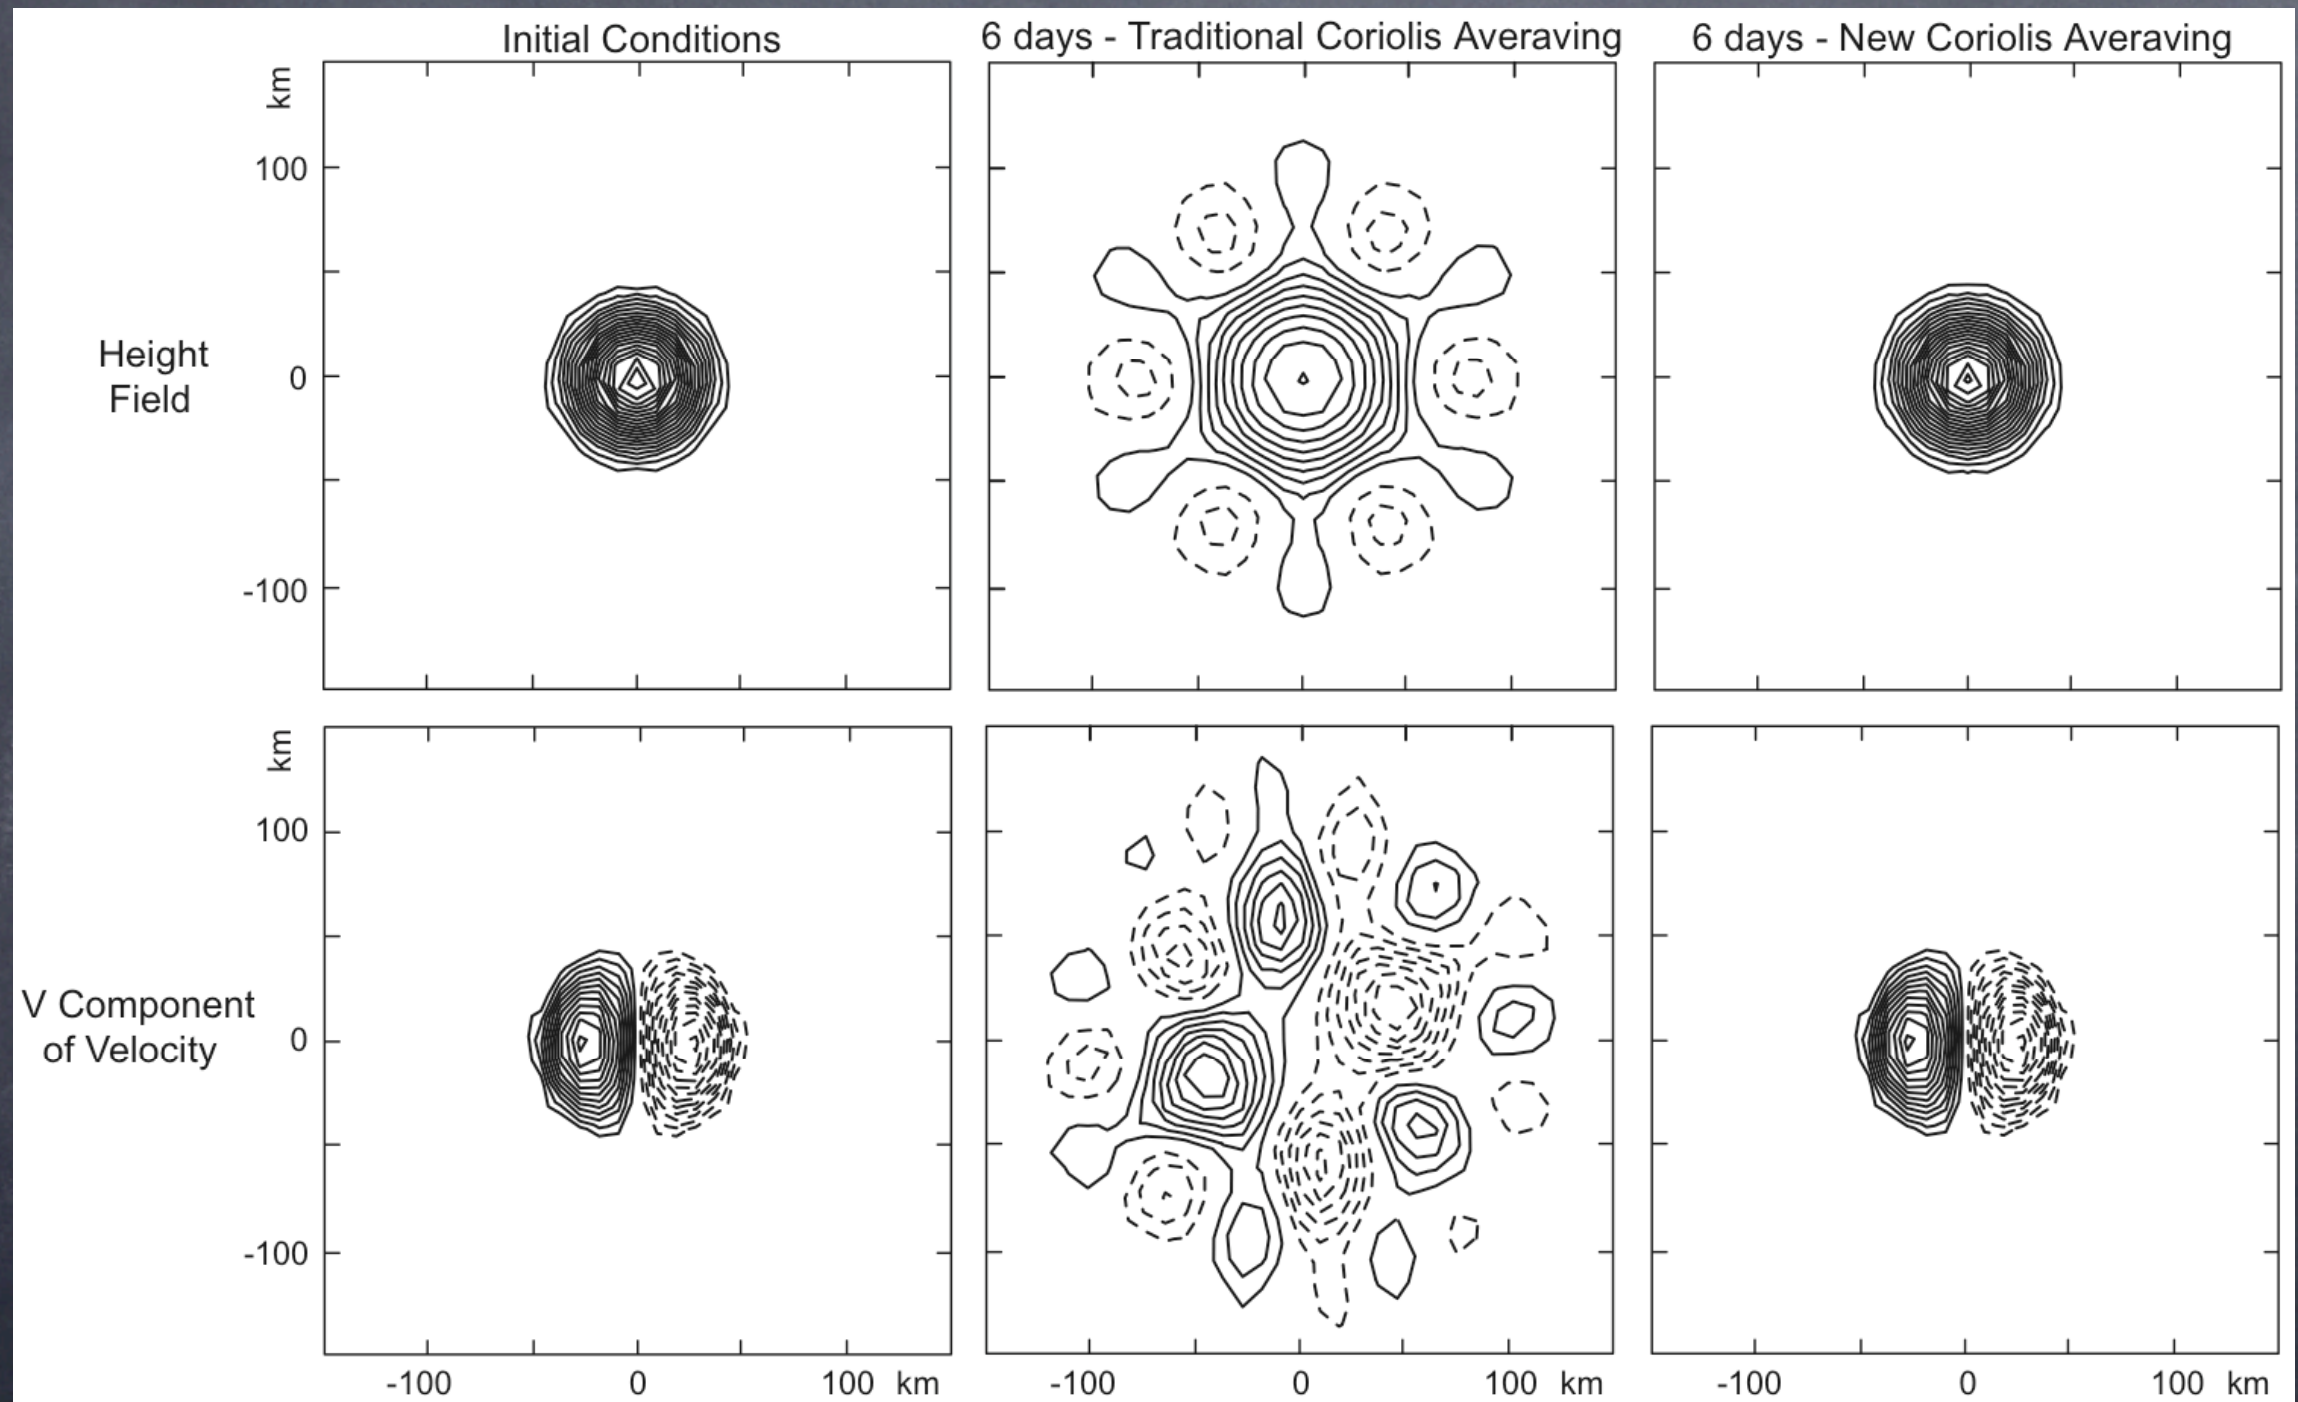 Initial Conditions
6 days - Traditional Coriolis Averaving
6 days - New Coriolis Averaving
km
100
0
-100
Height
Field
km
100
0
-100
V Component
of Velocity
-100 0 100 km
-100 0 100 km
-100 0 100 km